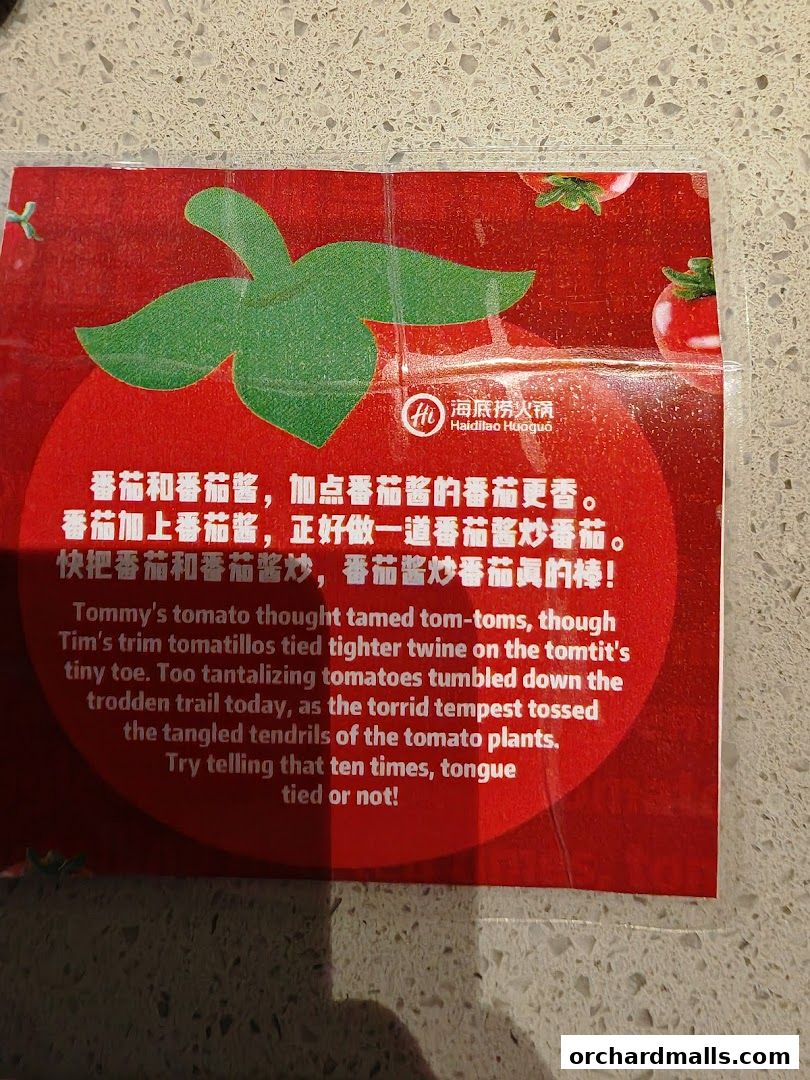 Hi 海底捞火锅
Haidilao Huoguo
番茄和番茄酱，加点番茄酱的番茄更香。
番茄加上番茄酱，正好做一道番茄酱炒番茄。
快把番茄和番茄酱炒，番茄酱炒番茄真的棒！
Tommy's tomato thought tamed tom-toms, though
Tim's trim tomatillos tied tighter twine on the tomtit's
tiny toe. Too tantalizing tomatoes tumbled down the
trodden trail today, as the torrid tempest tossed
the tangled tendrils of the tomato plants.
Try telling that ten times, tongue
tied or not!
orchardmalls.com